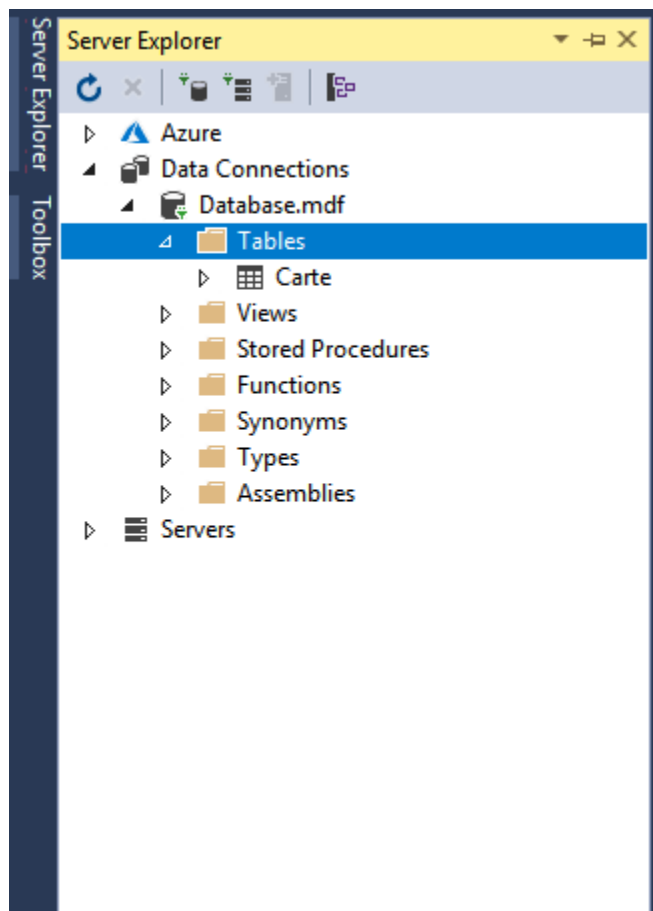 Server Explorer
Toolbox
Server Explorer
Azure
Data Connections
Database.mdf
Tables
Carte
Views
Stored Procedures
Functions
Synonyms
Types
Assemblies
Servers